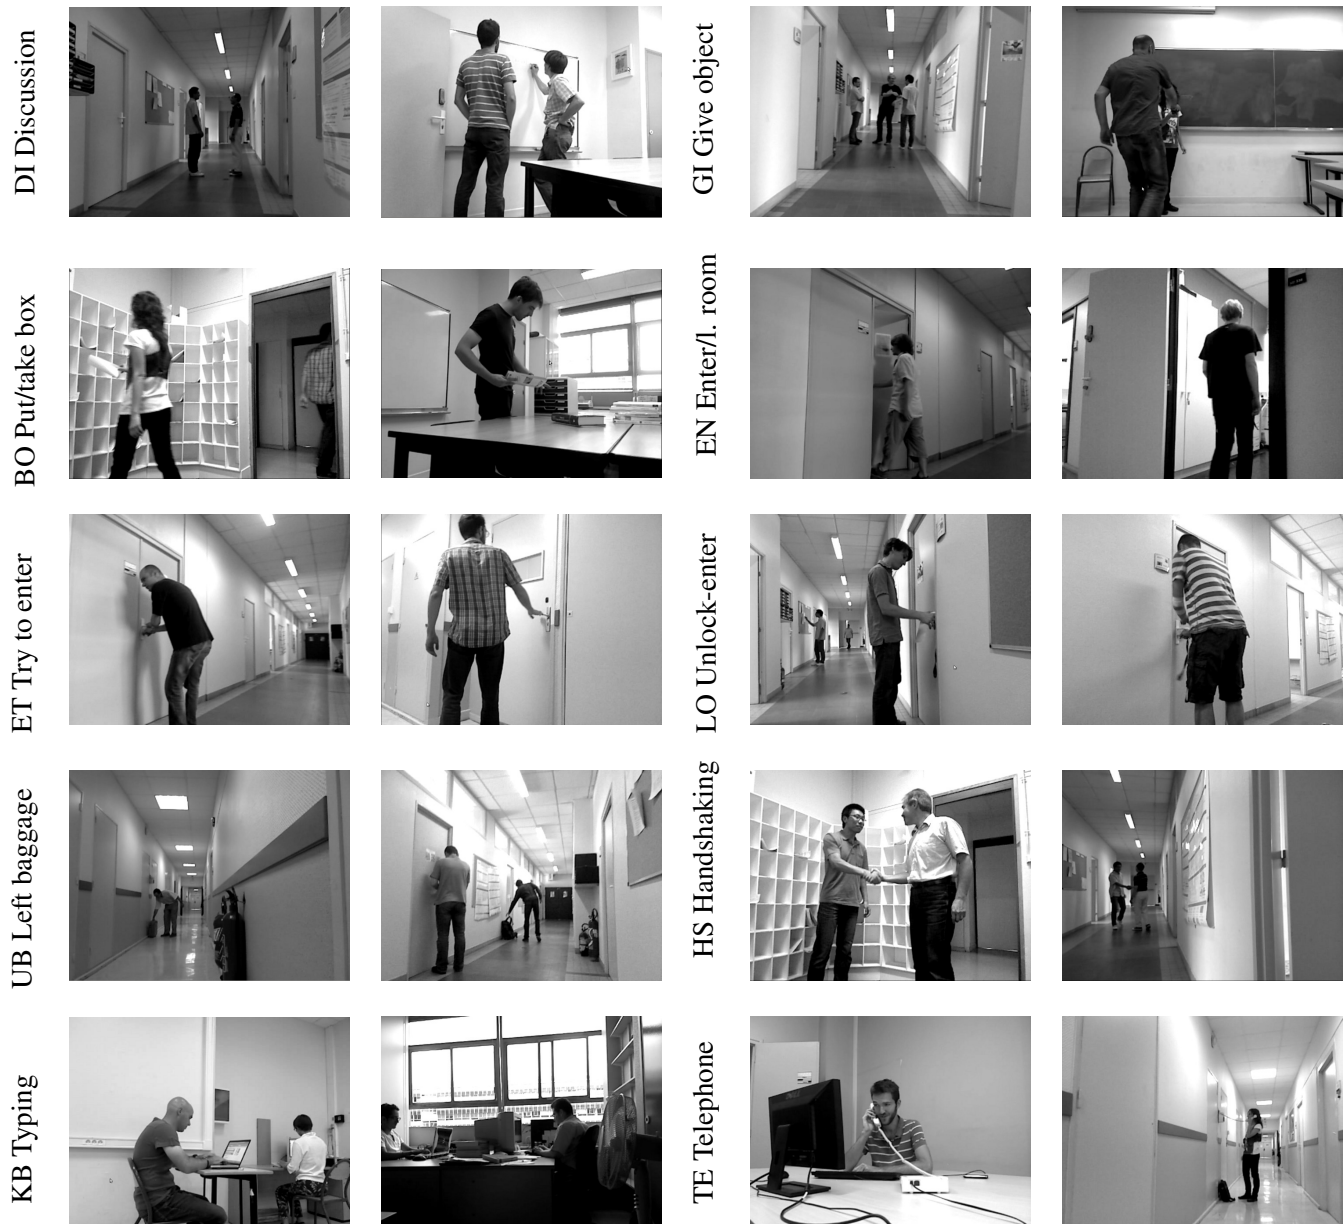 DI Discussion
GI Give object
BO Put/take box
EN Enter/l. room
ET Try to enter
LO Unlock-enter
UB Left baggage
HS Handshaking
KB Typing
TE Telephone